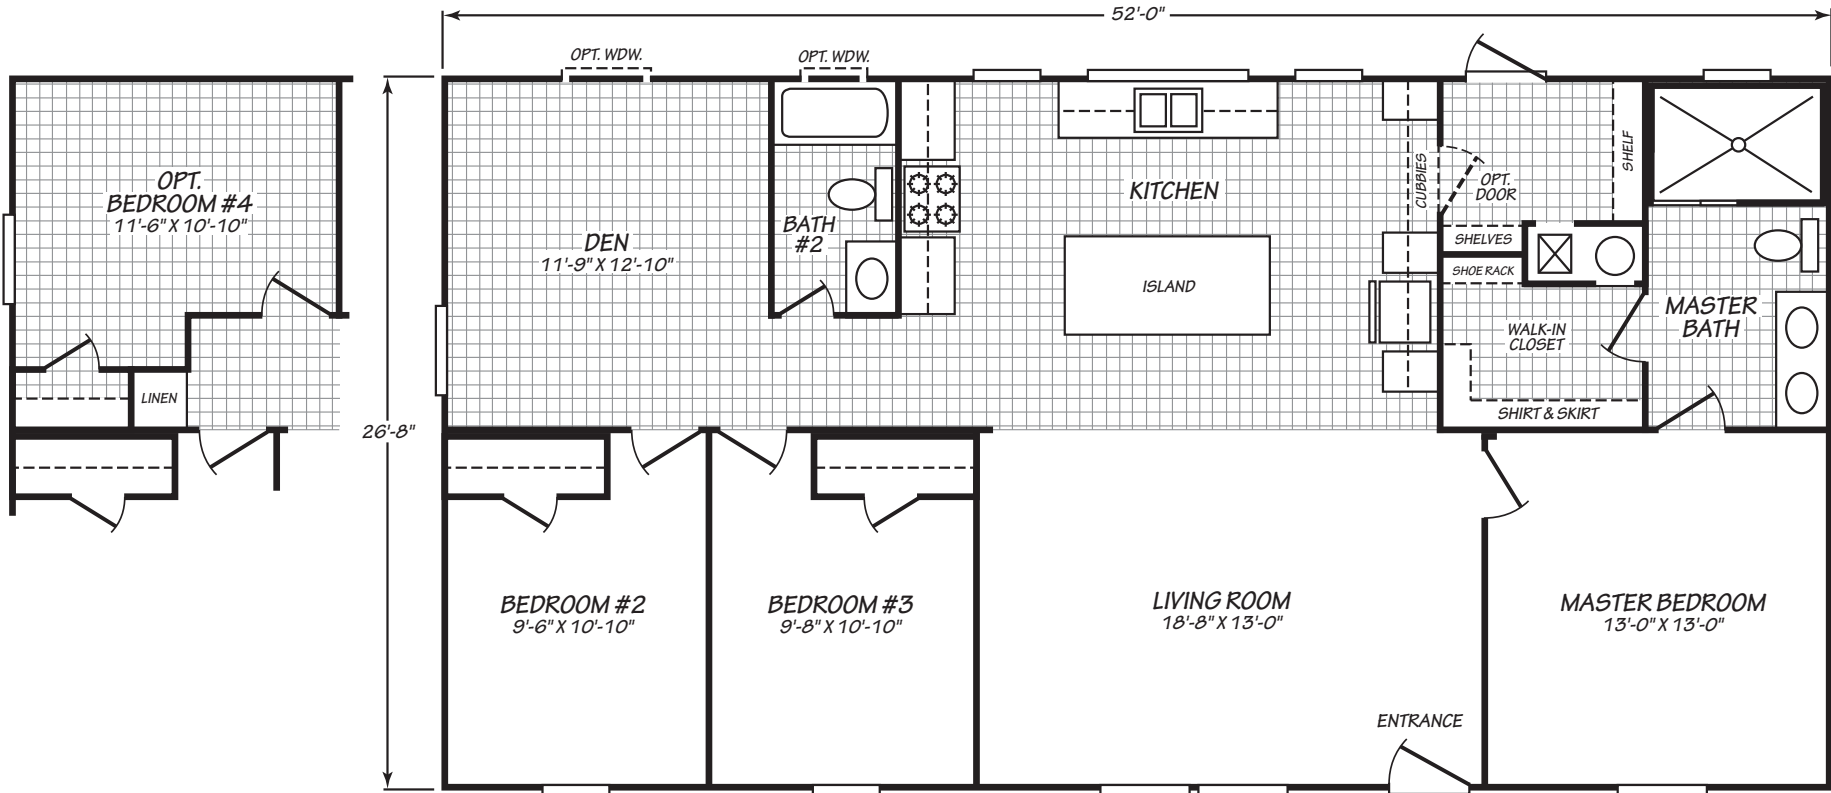 52'-0"
OPT. WDW.
OPT. WDW.
OPT.
BEDROOM #4
11'-6" X 10'-10"
LINEN
26'-8"
DEN
11'-9" X 12'-10"
BATH
#2
KITCHEN
ISLAND
CUBBIES
OPT.
DOOR
SHELF
SHELVES
SHOE RACK
WALK-IN
CLOSET
SHIRT & SKIRT
MASTER
BATH
BEDROOM #2
9'-6" X 10'-10"
BEDROOM #3
9'-8" X 10'-10"
LIVING ROOM
18'-8" X 13'-0"
MASTER BEDROOM
13'-0" X 13'-0"
ENTRANCE